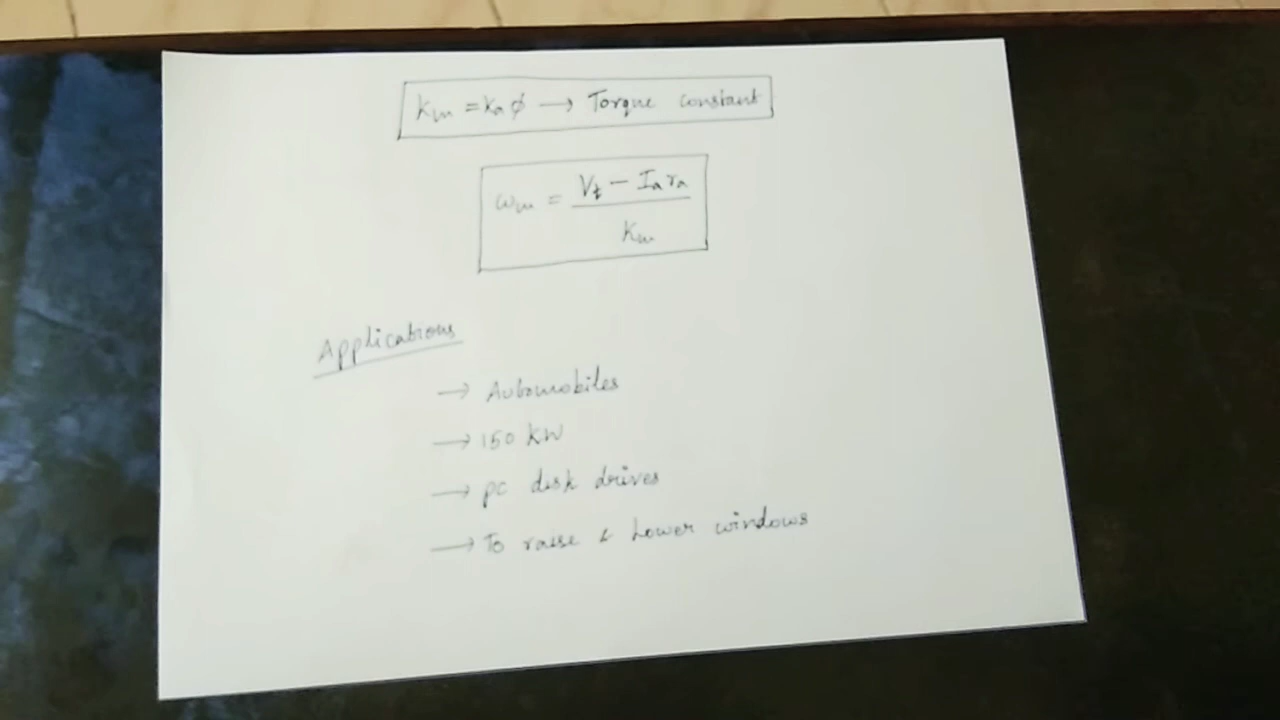 Km = Ka φ → Torque constant
ωm = (Vt − Ia ra) / Km
Applications
→ Automobiles
→ 150 kW
→ pc disk drives
→ To raise & Lower windows